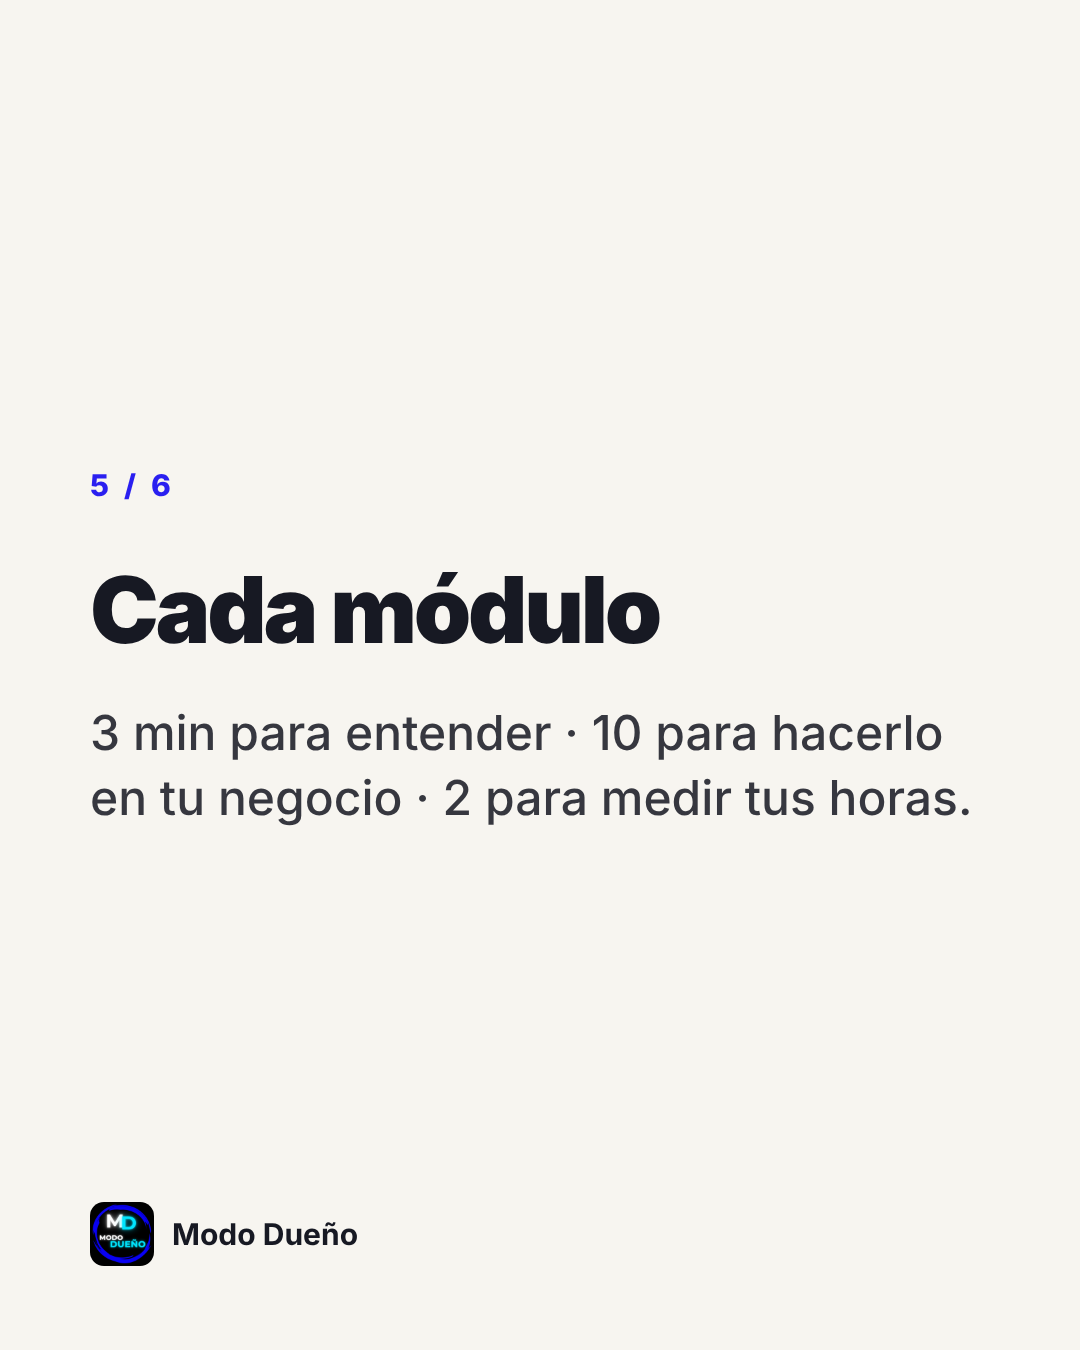 5 / 6
Cada módulo
3 min para entender · 10 para hacerlo
en tu negocio · 2 para medir tus horas.
MD
MODO
DUEÑO
Modo Dueño